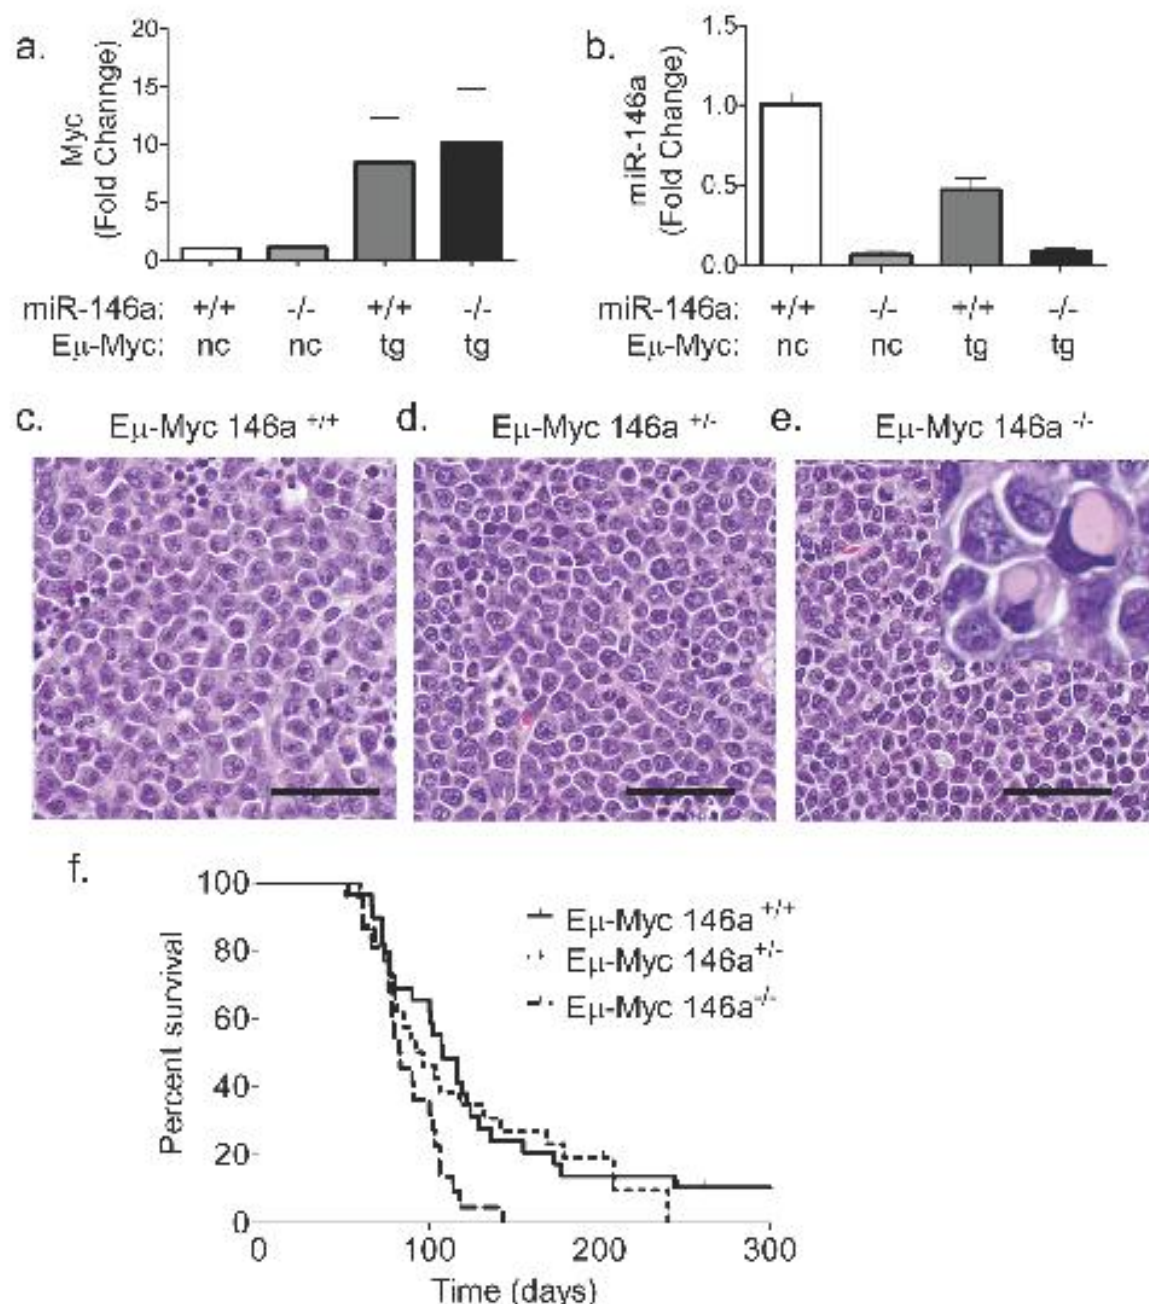 a.
Myc
(Fold Channge)
20
15
10
5
0
miR-146a: +/+ -/- +/+ -/-
Eμ-Myc: nc nc tg tg
b.
miR-146a
(Fold Change)
1.5
1.0
0.5
0.0
miR-146a: +/+ -/- +/+ -/-
Eμ-Myc: nc nc tg tg
c. Eμ-Myc 146a +/+
d. Eμ-Myc 146a +/-
e. Eμ-Myc 146a -/-
f.
Percent survival
100
80
60
40
20
0
Eμ-Myc 146a +/+
Eμ-Myc 146a +/-
Eμ-Myc 146a -/-
0 100 200 300
Time (days)